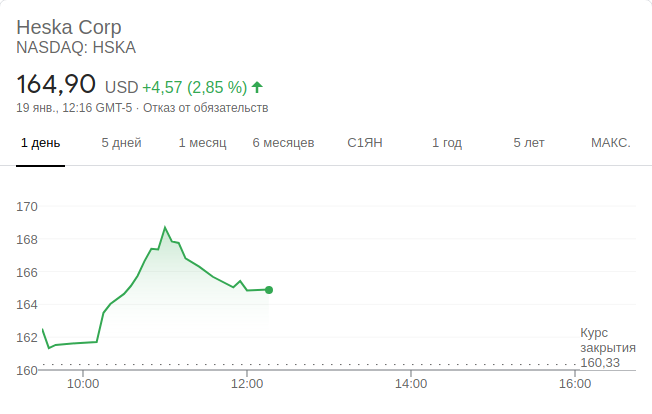 Heska Corp
NASDAQ: HSKA
164,90 USD +4,57 (2,85 %)
19 янв., 12:16 GMT-5 · Отказ от обязательств
1 день 5 дней 1 месяц 6 месяцев С1ЯН 1 год 5 лет МАКС.
170
168
166
164
162
160
Курс
закрытия
160,33
10:00 12:00 14:00 16:00